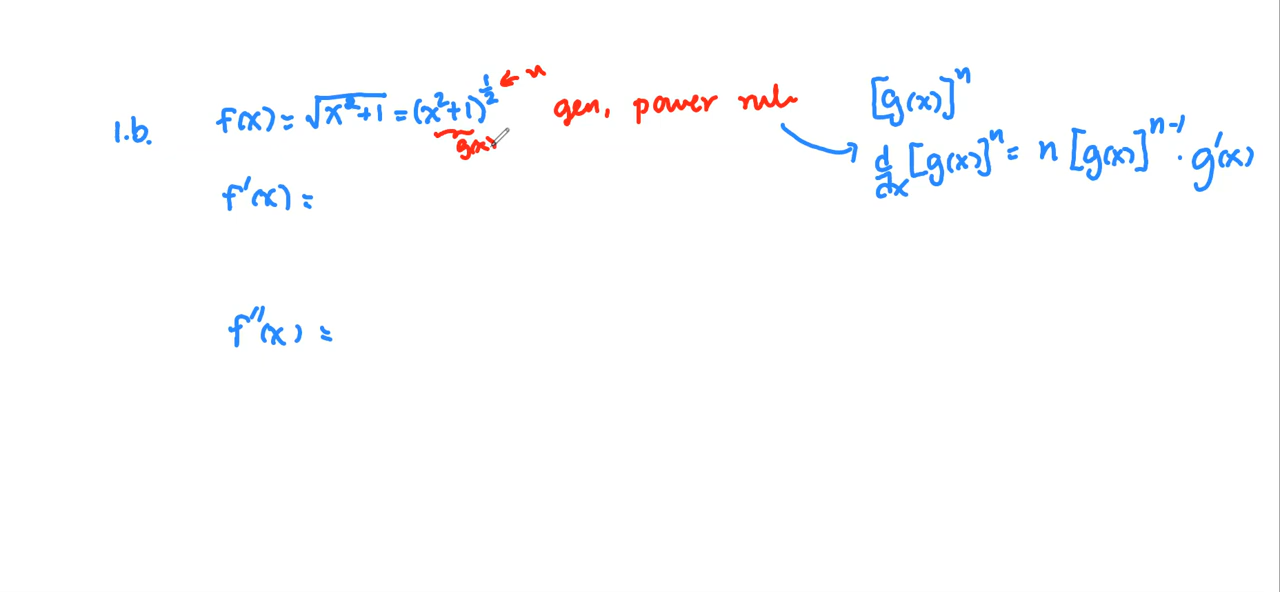 1.b. f(x) = √(x²+1) = (x²+1)^(1/2) ← n gen. power rule [g(x)]^n
g(x)
d/dx [g(x)]^n = n [g(x)]^(n-1) · g'(x)
f'(x) =
f''(x) =